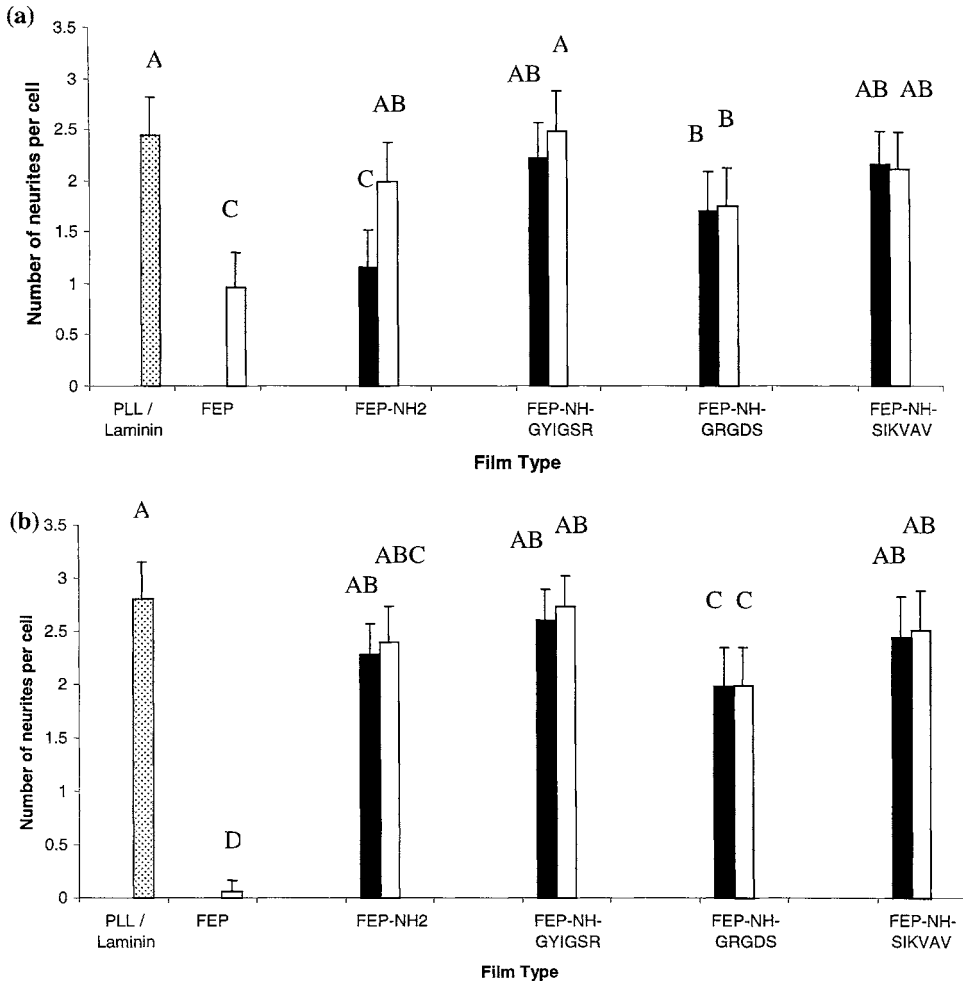 (a)
3.5
3
2.5
2
1.5
1
0.5
0
Number of neurites per cell
A
C
C
AB
AB
A
B
B
AB
AB
PLL / FEP FEP-NH2 FEP-NH- FEP-NH- FEP-NH-
Laminin GYIGSR GRGDS SIKVAV
Film Type
(b)
3.5
3
2.5
2
1.5
1
0.5
0
Number of neurites per cell
A
D
AB
ABC
AB
AB
C
C
AB
AB
PLL / FEP FEP-NH2 FEP-NH- FEP-NH- FEP-NH-
Laminin GYIGSR GRGDS SIKVAV
Film Type